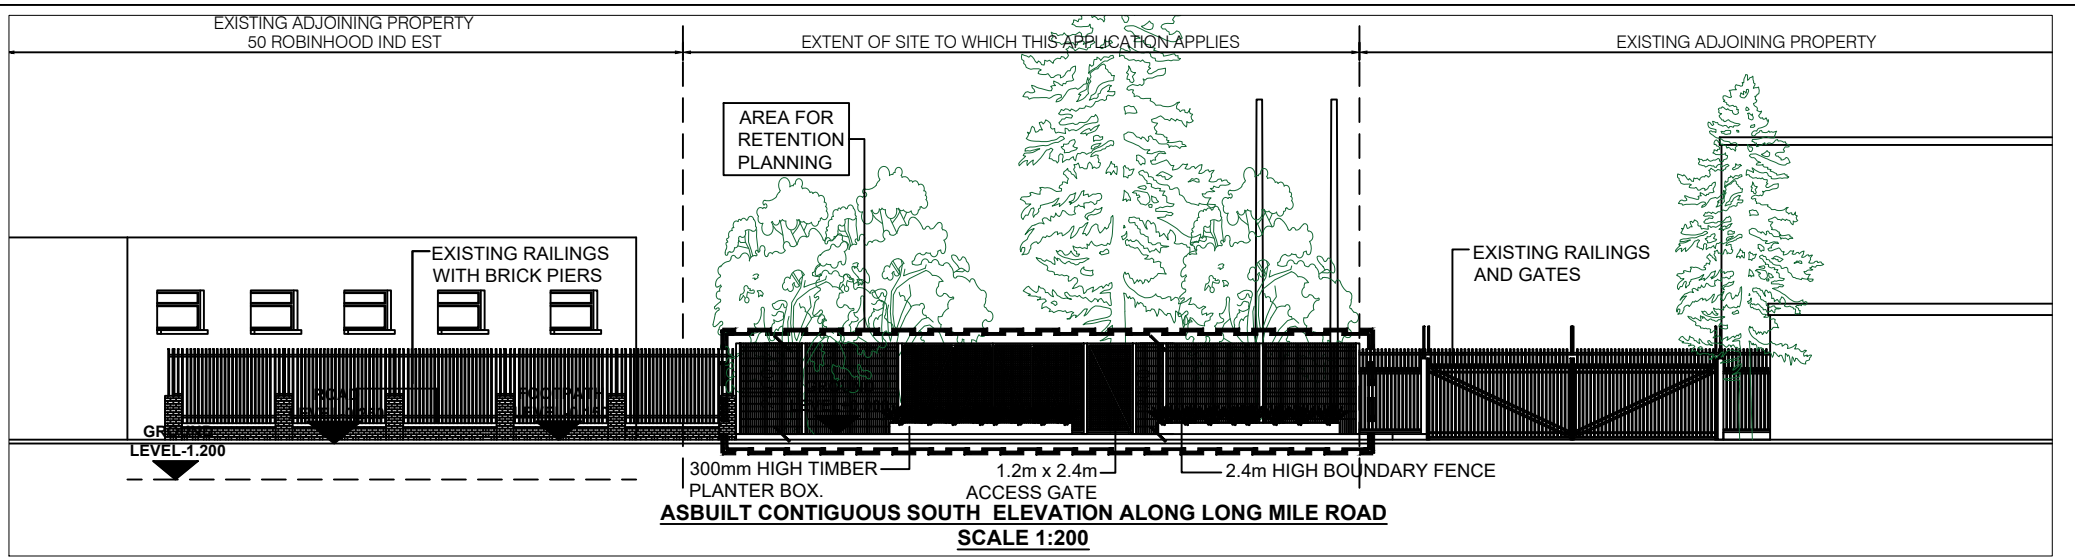 EXISTING ADJOINING PROPERTY
50 ROBINHOOD IND EST
EXTENT OF SITE TO WHICH THIS APPLICATION APPLIES
EXISTING ADJOINING PROPERTY
AREA FOR
RETENTION
PLANNING
EXISTING RAILINGS
WITH BRICK PIERS
EXISTING RAILINGS
AND GATES
ROAD
FOOTPATH
GROUND
LEVEL-1.200
300mm HIGH TIMBER
PLANTER BOX.
1.2m x 2.4m
ACCESS GATE
2.4m HIGH BOUNDARY FENCE
ASBUILT CONTIGUOUS SOUTH ELEVATION ALONG LONG MILE ROAD
SCALE 1:200